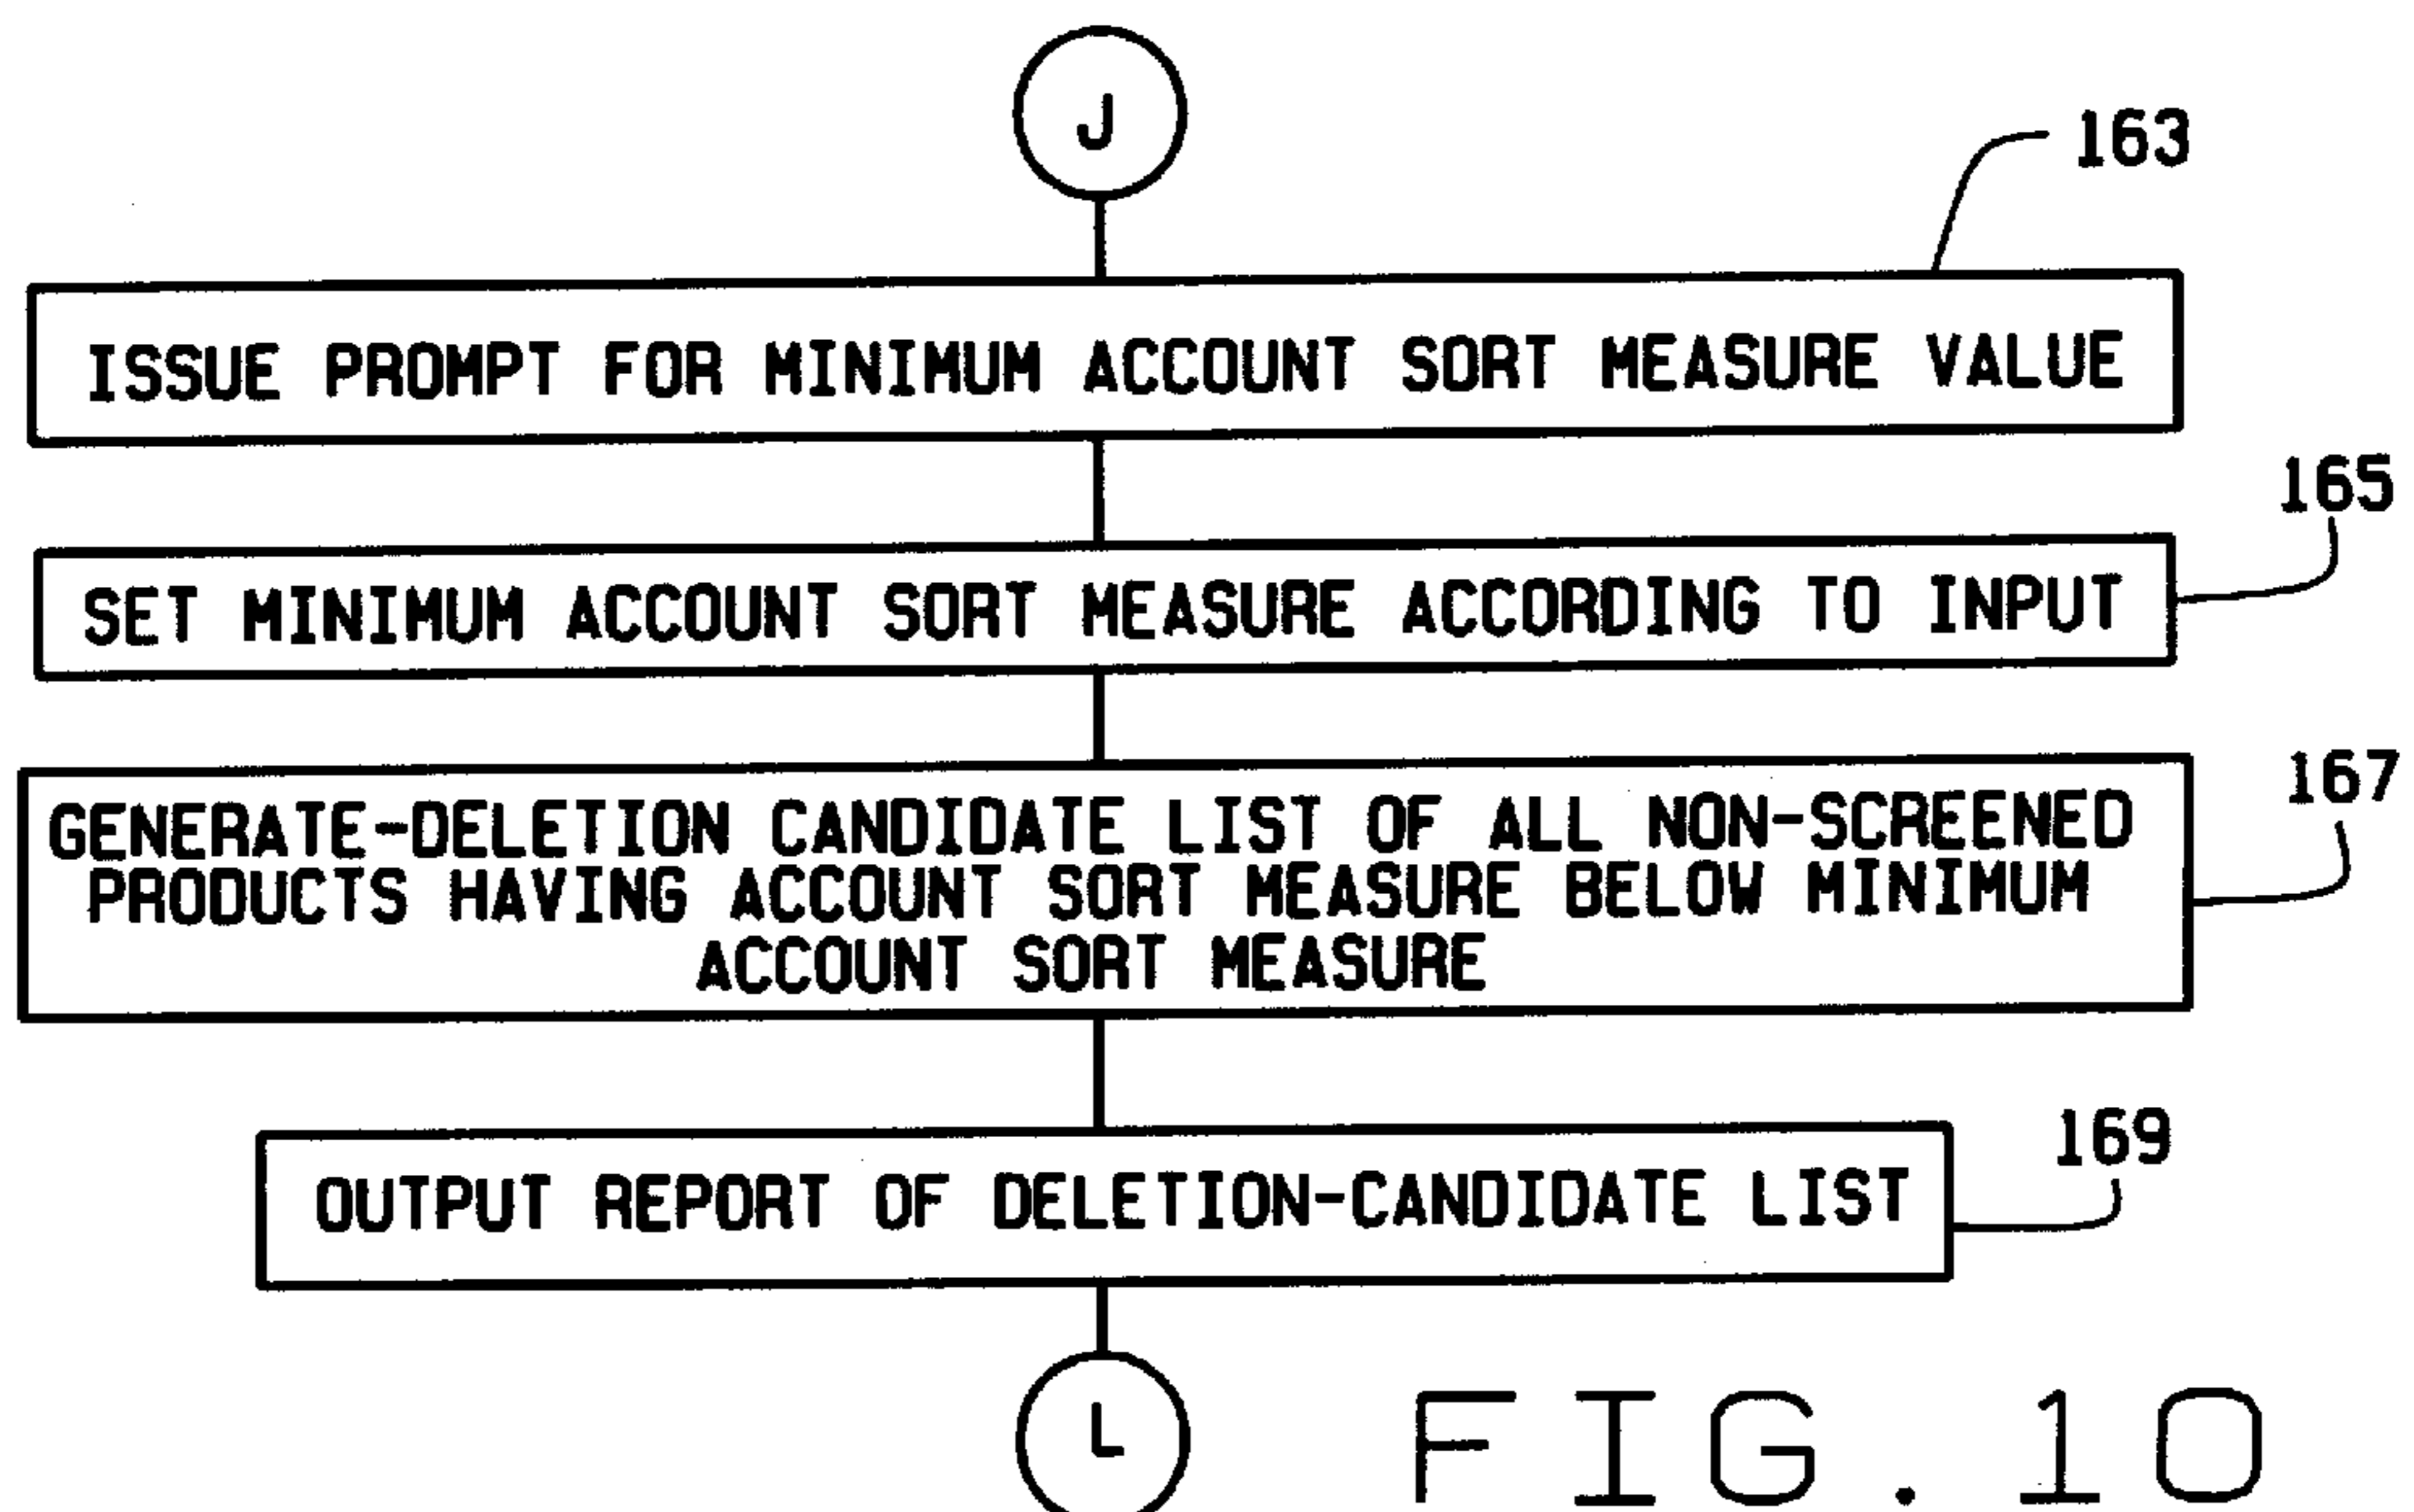 J
163
ISSUE PROMPT FOR MINIMUM ACCOUNT SORT MEASURE VALUE
165
SET MINIMUM ACCOUNT SORT MEASURE ACCORDING TO INPUT
167
GENERATE-DELETION CANDIDATE LIST OF ALL NON-SCREENED
PRODUCTS HAVING ACCOUNT SORT MEASURE BELOW MINIMUM
ACCOUNT SORT MEASURE
169
OUTPUT REPORT OF DELETION-CANDIDATE LIST
L
FIG. 10